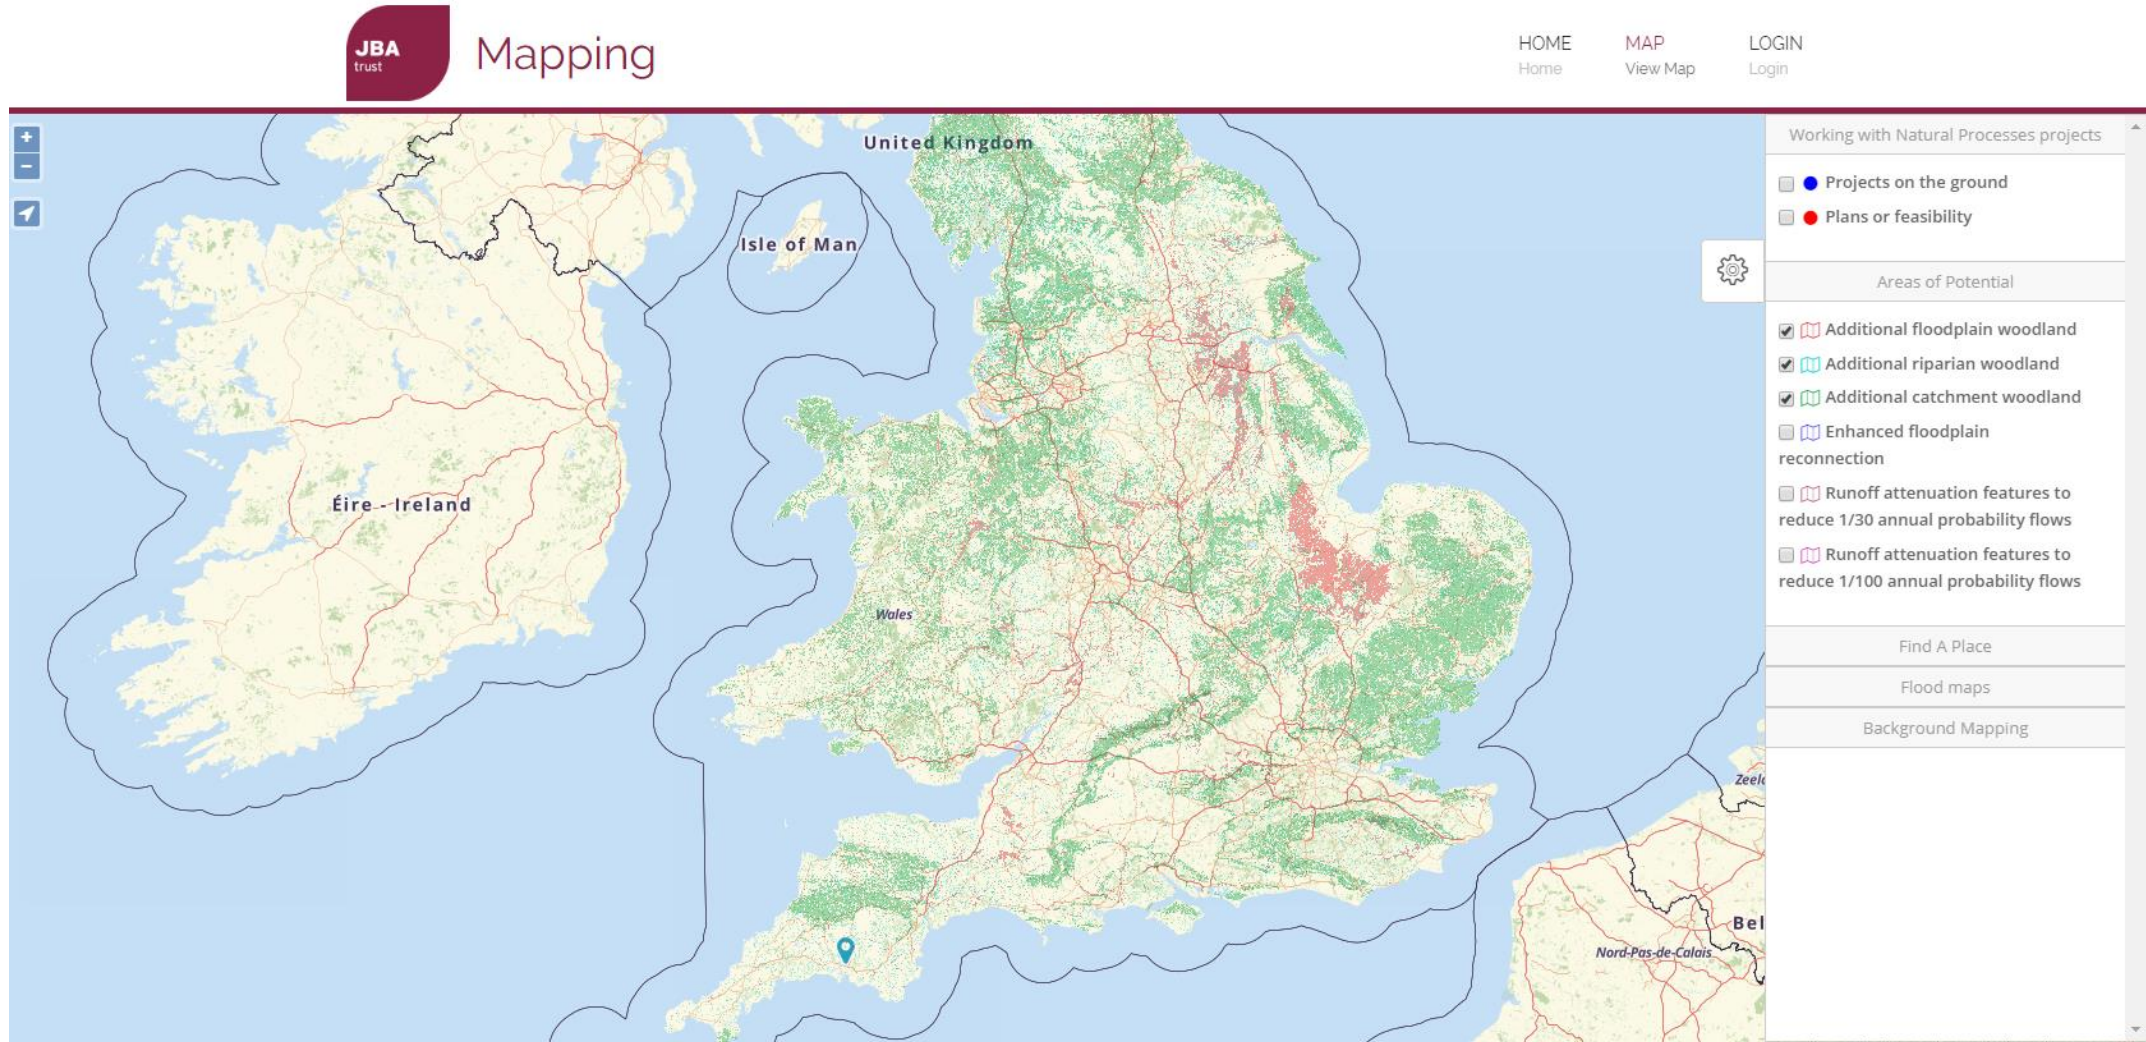 JBA
trust
Mapping
HOME
Home
MAP
View Map
LOGIN
Login
+
−
United Kingdom
Isle of Man
Éire - Ireland
Wales
Zeel
Bel
Nord-Pas-de-Calais
Working with Natural Processes projects
Projects on the ground
Plans or feasibility
Areas of Potential
Additional floodplain woodland
Additional riparian woodland
Additional catchment woodland
Enhanced floodplain
reconnection
Runoff attenuation features to
reduce 1/30 annual probability flows
Runoff attenuation features to
reduce 1/100 annual probability flows
Find A Place
Flood maps
Background Mapping